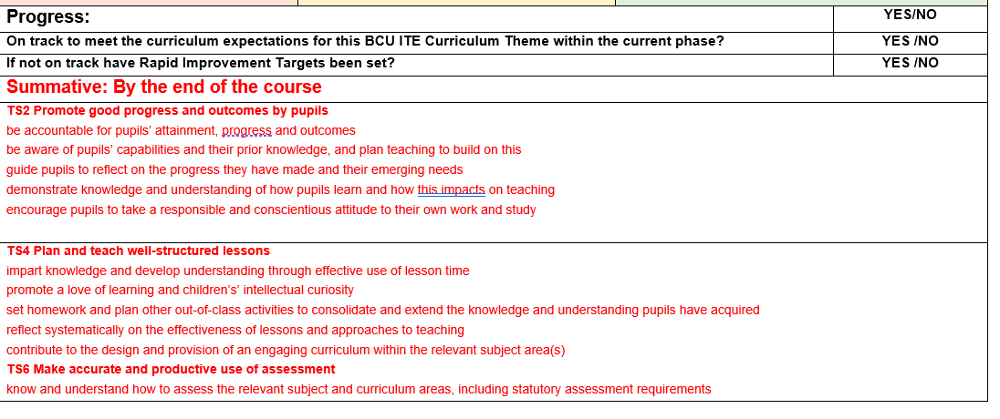 Progress: YES/NO
On track to meet the curriculum expectations for this BCU ITE Curriculum Theme within the current phase? YES /NO
If not on track have Rapid Improvement Targets been set? YES /NO
Summative: By the end of the course
TS2 Promote good progress and outcomes by pupils
be accountable for pupils’ attainment, progress and outcomes
be aware of pupils’ capabilities and their prior knowledge, and plan teaching to build on this
guide pupils to reflect on the progress they have made and their emerging needs
demonstrate knowledge and understanding of how pupils learn and how this impacts on teaching
encourage pupils to take a responsible and conscientious attitude to their own work and study
TS4 Plan and teach well-structured lessons
impart knowledge and develop understanding through effective use of lesson time
promote a love of learning and children’s’ intellectual curiosity
set homework and plan other out-of-class activities to consolidate and extend the knowledge and understanding pupils have acquired
reflect systematically on the effectiveness of lessons and approaches to teaching
contribute to the design and provision of an engaging curriculum within the relevant subject area(s)
TS6 Make accurate and productive use of assessment
know and understand how to assess the relevant subject and curriculum areas, including statutory assessment requirements